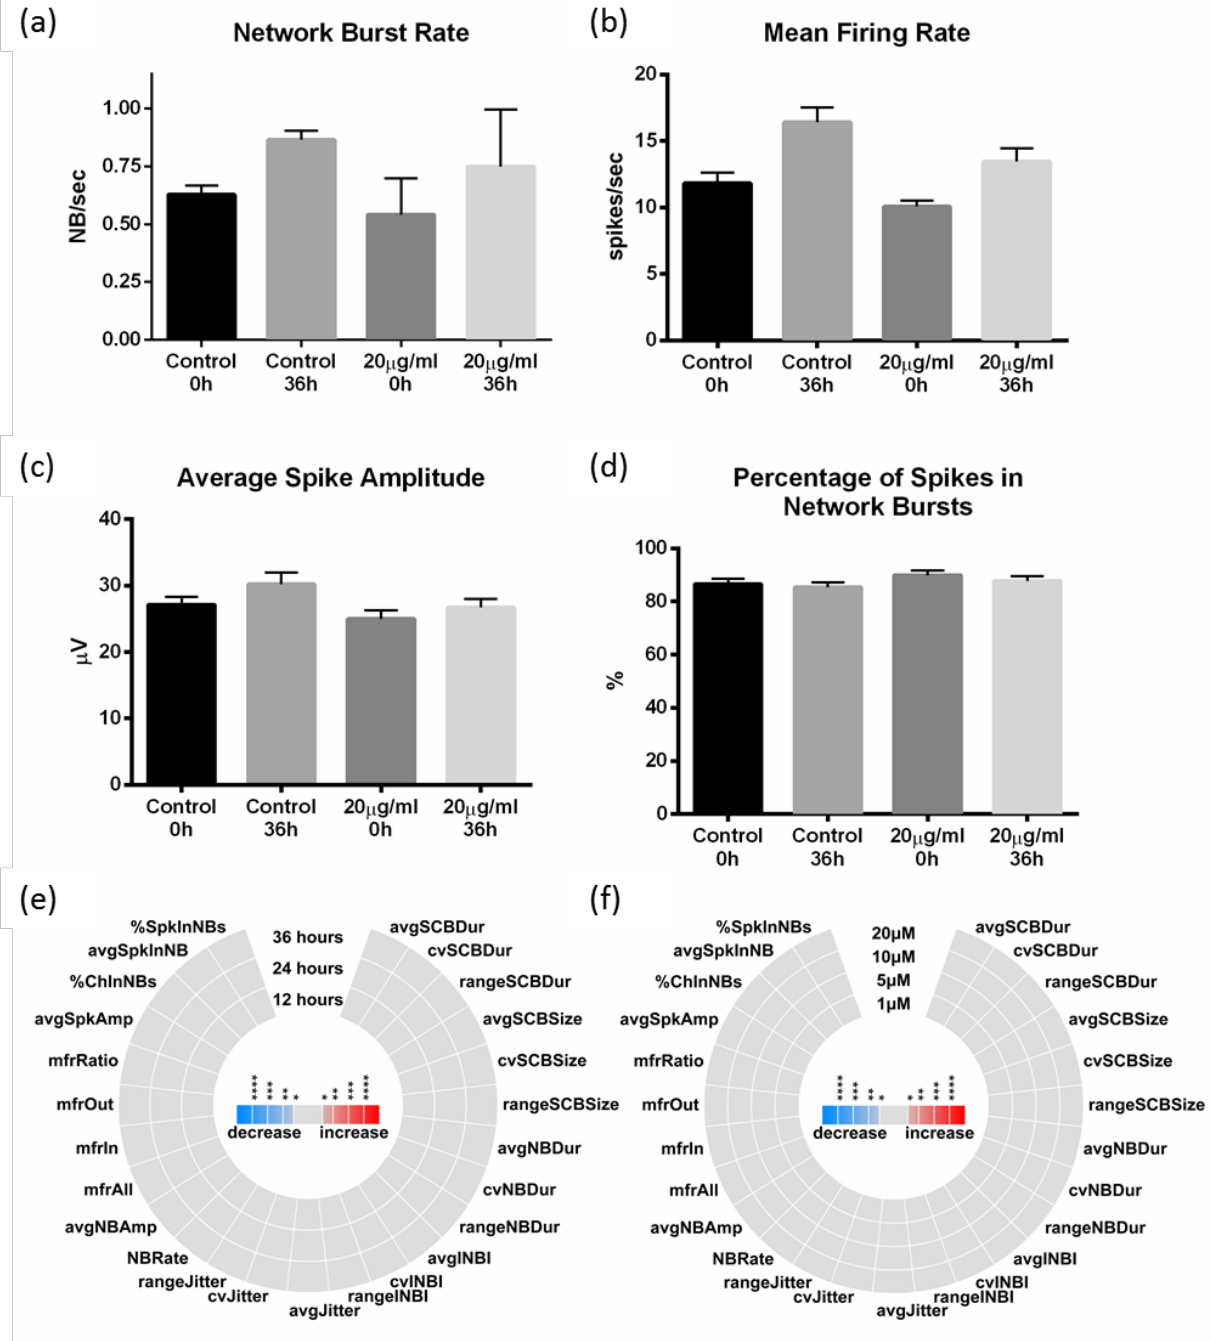 (a)
Network Burst Rate
NB/sec
1.00
0.75
0.50
0.25
0.00
Control Control 20µg/ml 20µg/ml
0h 36h 0h 36h
(b)
Mean Firing Rate
spikes/sec
20
15
10
5
0
Control Control 20µg/ml 20µg/ml
0h 36h 0h 36h
(c)
Average Spike Amplitude
µV
40
30
20
10
0
Control Control 20µg/ml 20µg/ml
0h 36h 0h 36h
(d)
Percentage of Spikes in
Network Bursts
%
100
80
60
40
20
0
Control Control 20µg/ml 20µg/ml
0h 36h 0h 36h
(e)
36 hours
24 hours
12 hours
avgSCBDur
cvSCBDur
rangeSCBDur
avgSCBSize
cvSCBSize
rangeSCBSize
avgNBDur
cvNBDur
rangeNBDur
avgINBI
cvINBI
rangeINBI
avgJitter
cvJitter
rangeJitter
NBRate
avgNBAmp
mfrAll
mfrIn
mfrOut
mfrRatio
avgSpkAmp
%ChInNBs
avgSpkInNB
%SpkInNBs
**** *** ** * * ** *** ****
decrease increase
(f)
20µM
10µM
5µM
1µM
avgSCBDur
cvSCBDur
rangeSCBDur
avgSCBSize
cvSCBSize
rangeSCBSize
avgNBDur
cvNBDur
rangeNBDur
avgINBI
cvINBI
rangeINBI
avgJitter
cvJitter
rangeJitter
NBRate
avgNBAmp
mfrAll
mfrIn
mfrOut
mfrRatio
avgSpkAmp
%ChInNBs
avgSpkInNB
%SpkInNBs
**** *** ** * * ** *** ****
decrease increase